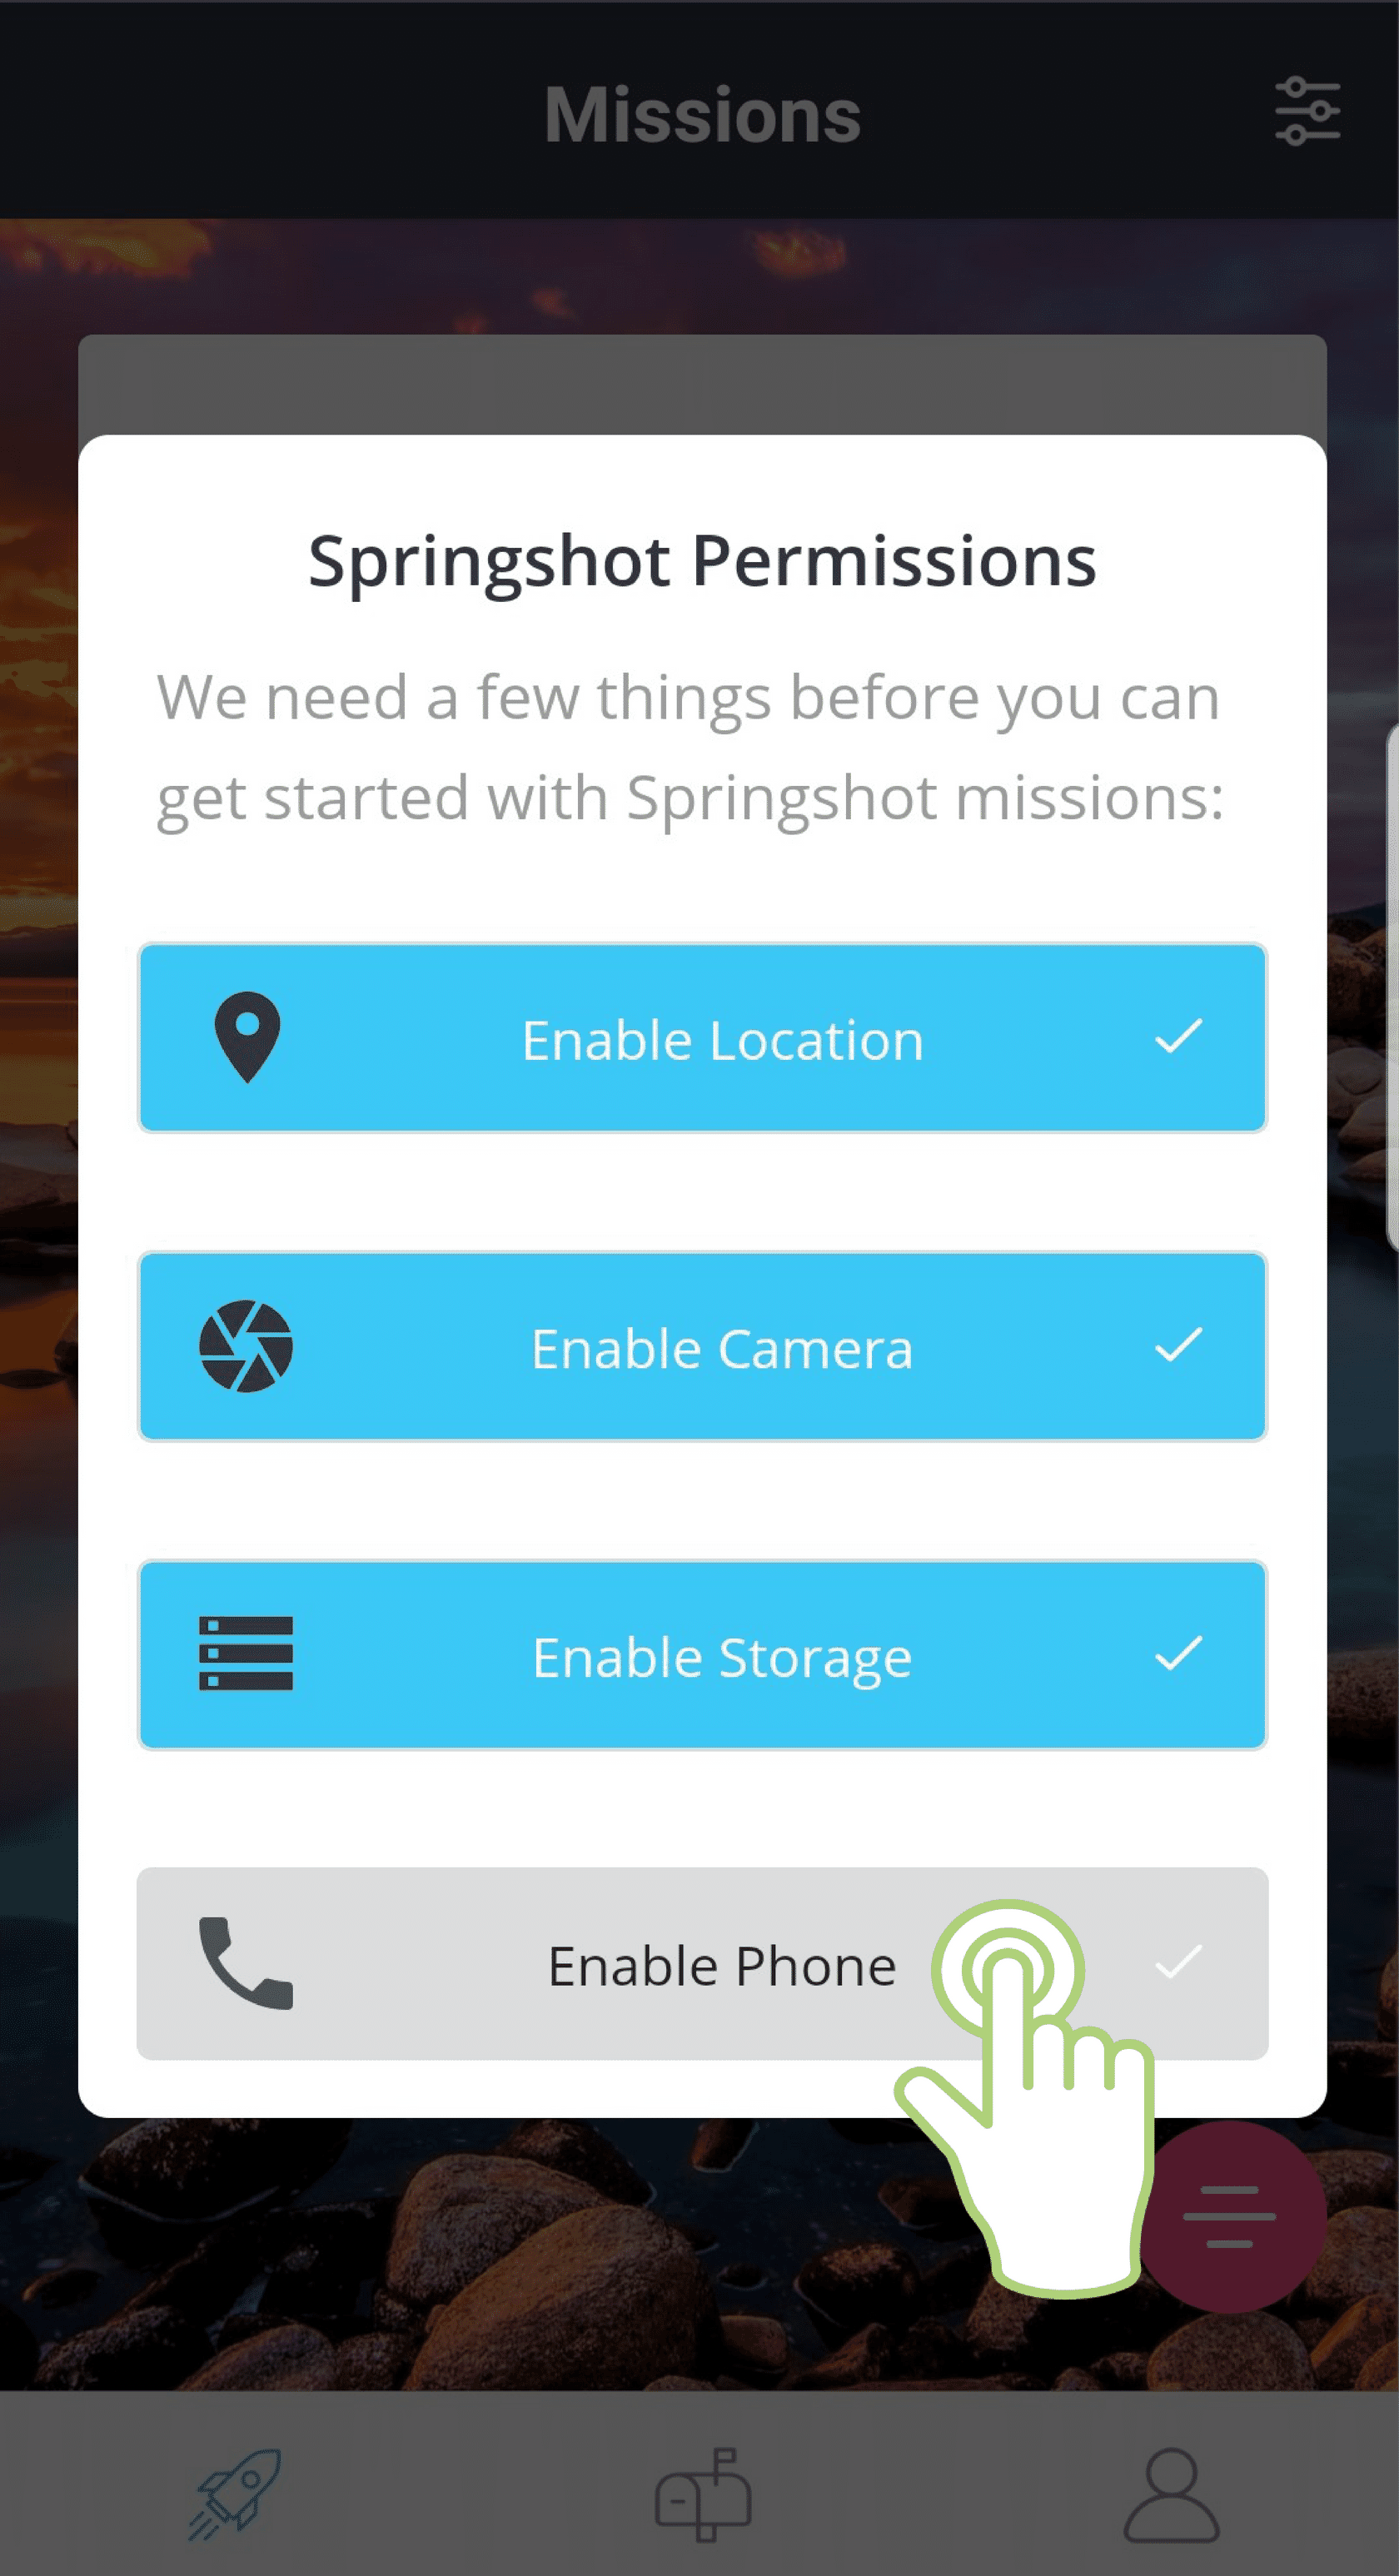 Missions
Springshot Permissions
We need a few things before you can
get started with Springshot missions:
Enable Location
Enable Camera
Enable Storage
Enable Phone